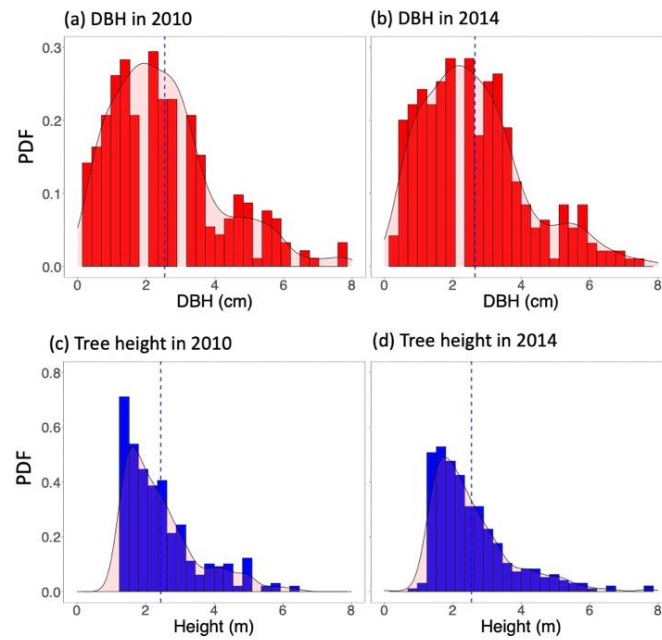 (a) DBH in 2010
(b) DBH in 2014
PDF
0.3
0.2
0.1
0.0
0 2 4 6 8
0 2 4 6 8
DBH (cm)
DBH (cm)
(c) Tree height in 2010
(d) Tree height in 2014
PDF
0.8
0.6
0.4
0.2
0.0
0 2 4 6 8
0 2 4 6 8
Height (m)
Height (m)